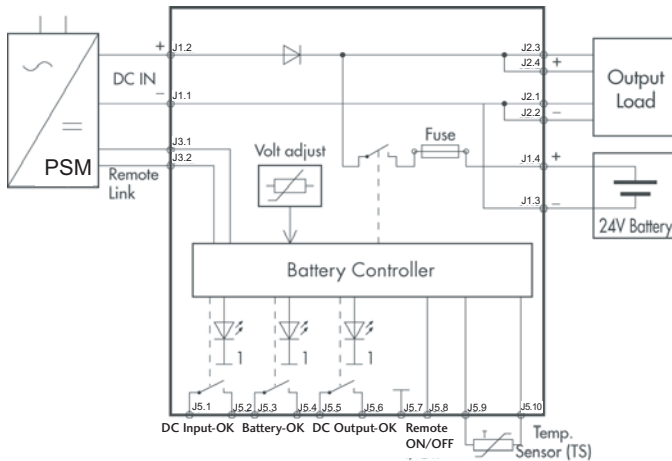 J1.2
J2.3
J2.4
+
+
DC IN
Output
Load
–
J1.1
J2.1
J2.2
–
J3.1
Fuse
J3.2
Volt adjust
J1.4
+
PSM
Remote
Link
J1.3
–
24V Battery
Battery Controller
1
1
1
J5.1
J5.2
J5.3
J5.4
J5.5
J5.6
J5.7
J5.8
J5.9
J5.10
DC Input-OK
Battery-OK
DC Output-OK
Remote
ON/OFF
Temp.
Sensor (TS)